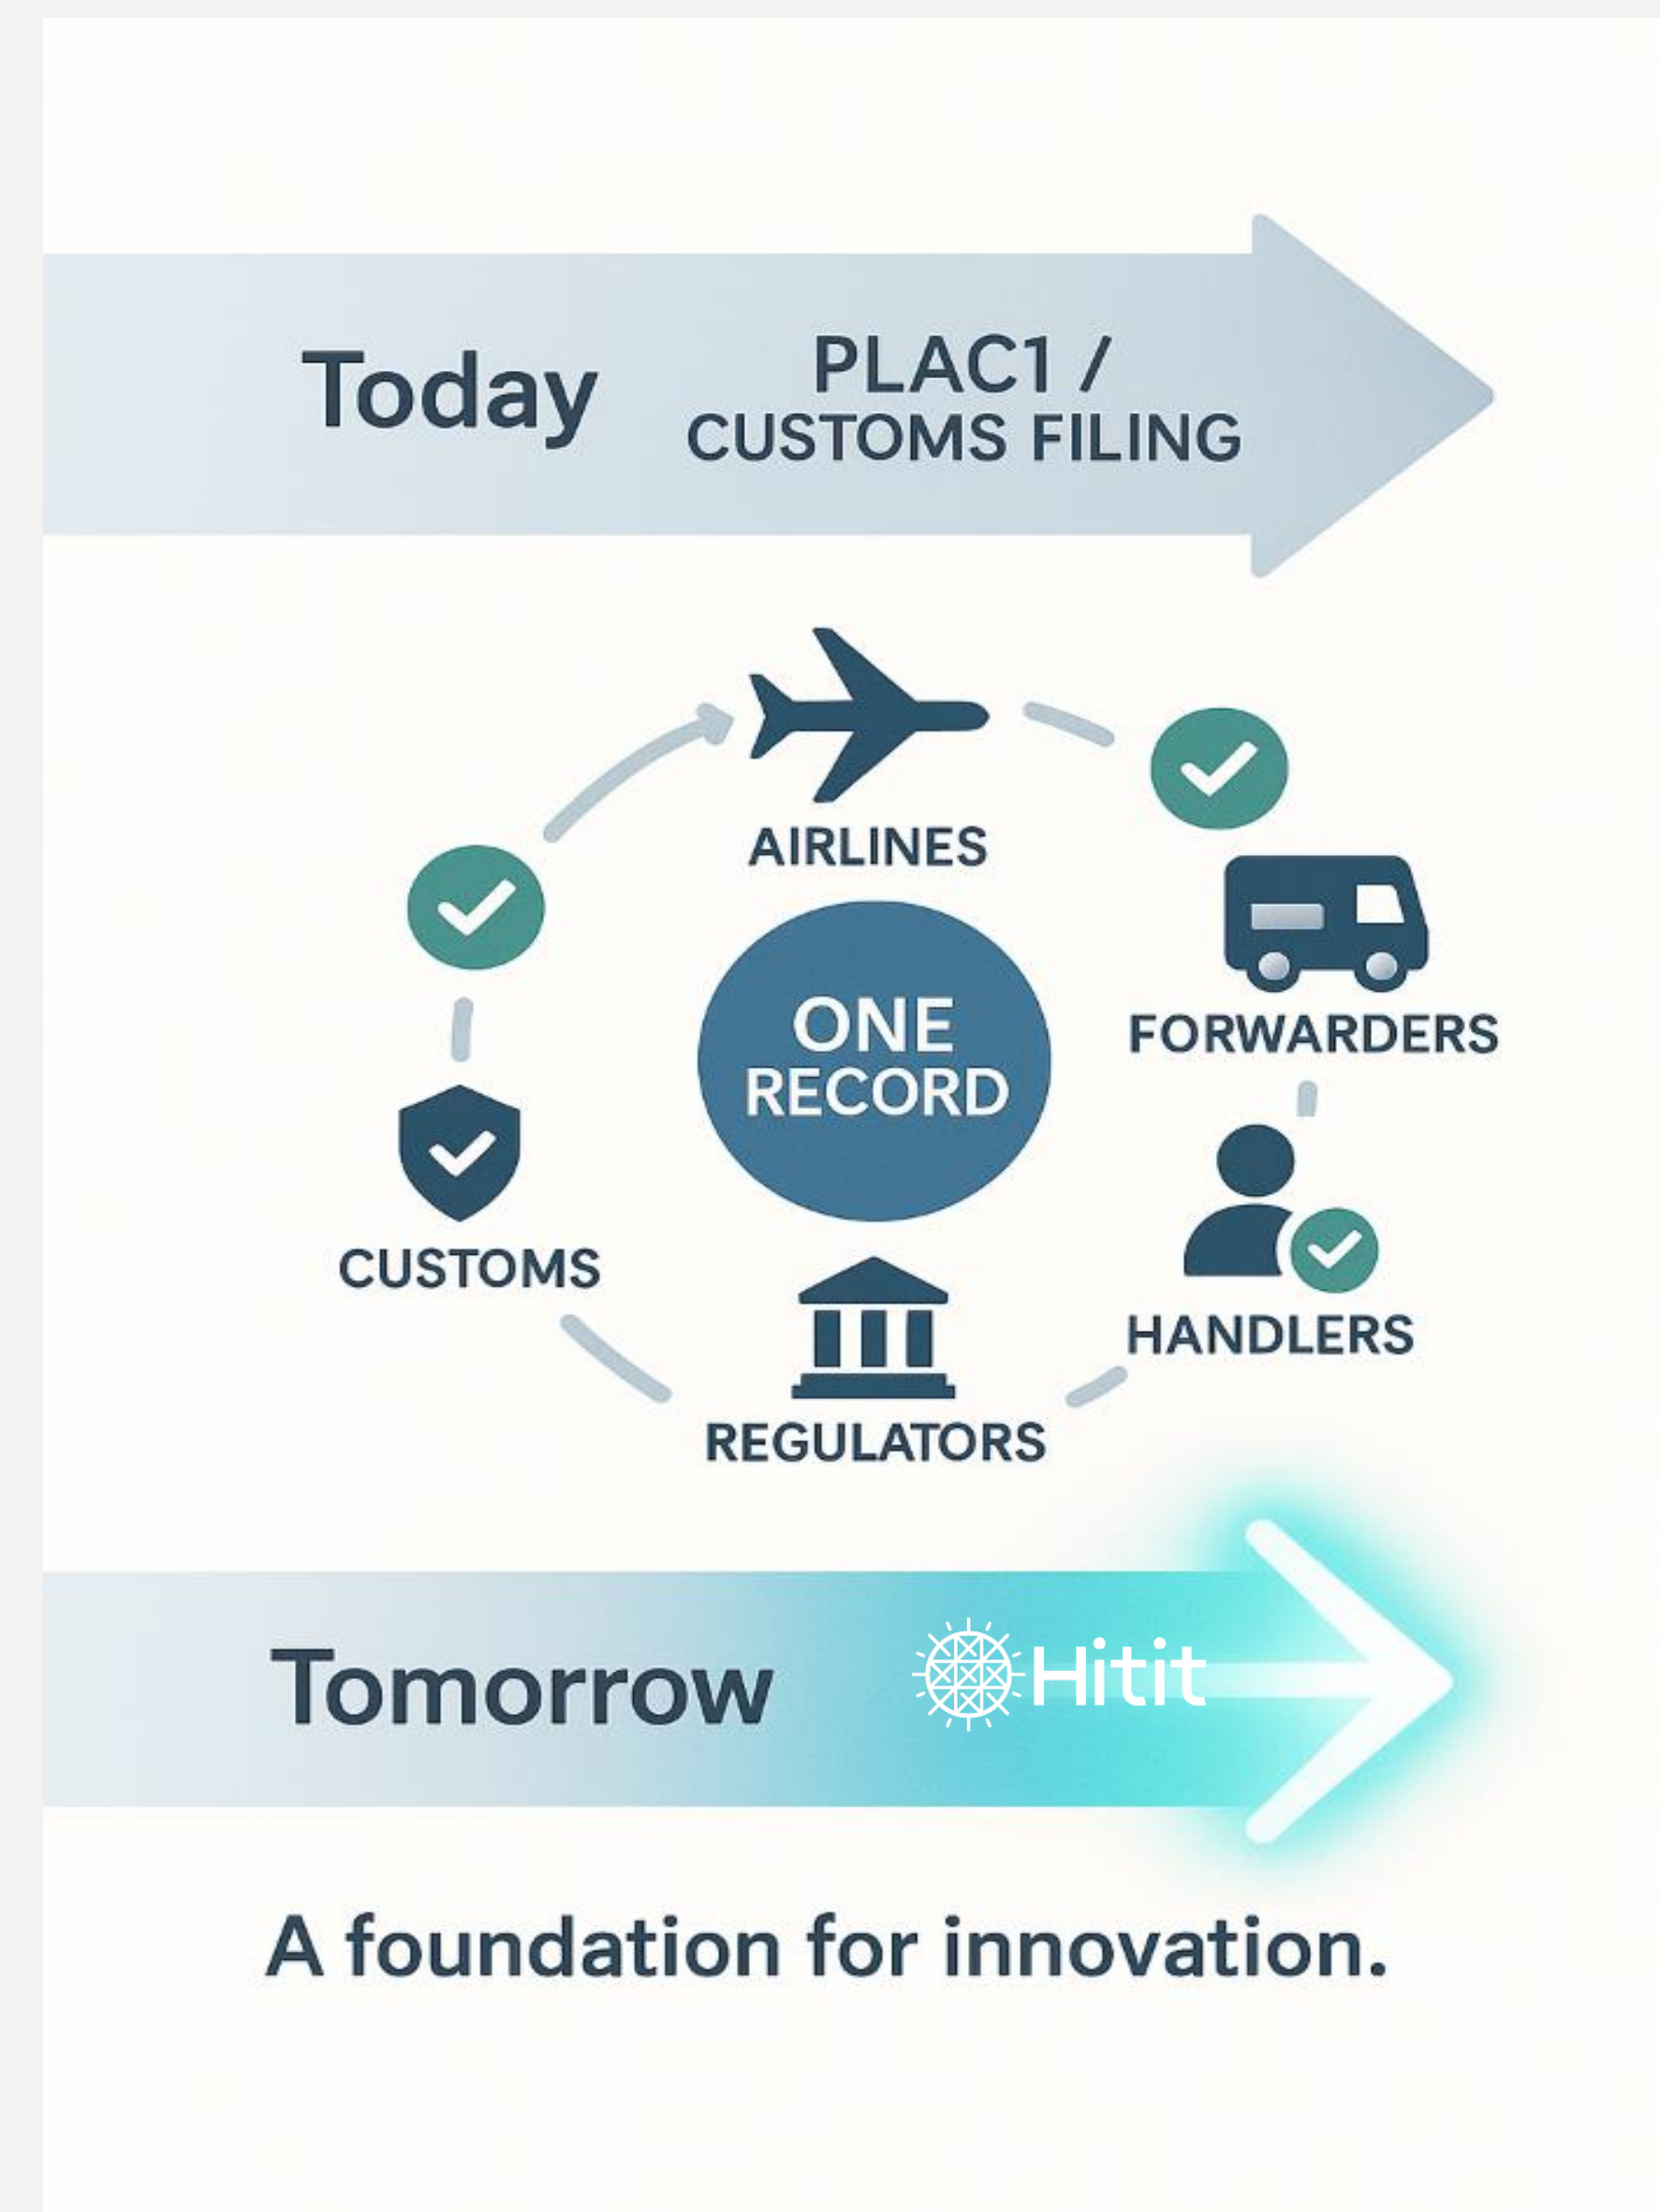 Today
PLAC1 /
CUSTOMS FILING
AIRLINES
ONE
RECORD
FORWARDERS
CUSTOMS
HANDLERS
REGULATORS
Tomorrow
Hitit
A foundation for innovation.